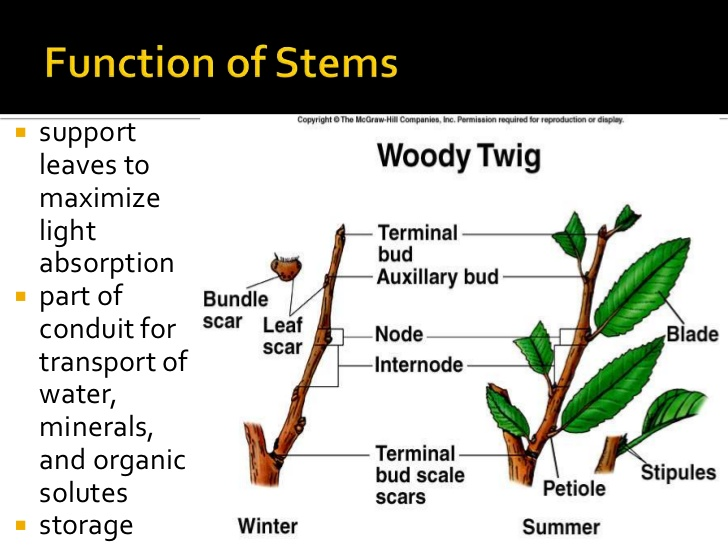 Function of Stems
support
leaves to
maximize
light
absorption
part of
conduit for
transport of
water,
minerals,
and organic
solutes
storage
Copyright © The McGraw-Hill Companies, Inc. Permission required for reproduction or display.
Woody Twig
Terminal
bud
Auxillary bud
Bundle
scar
Leaf
scar
Node
Internode
Blade
Terminal
bud scale
scars
Petiole
Stipules
Winter
Summer